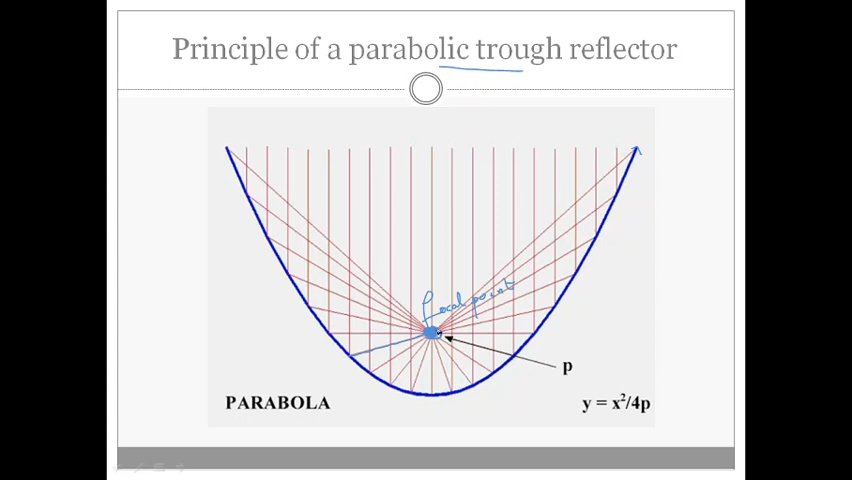 Principle of a parabolic trough reflector
focal point
p
PARABOLA
y = x²/4p